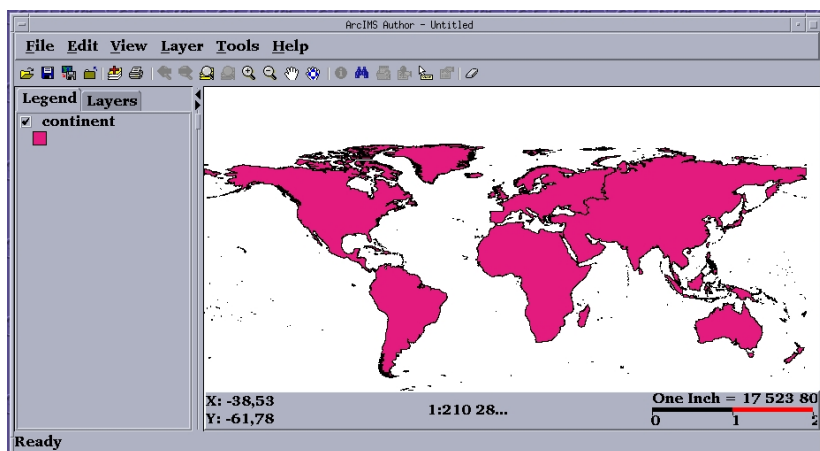 ArcIMS Author - Untitled
File Edit View Layer Tools Help
Legend Layers
continent
X: -38,53
Y: -61,78
1:210 28...
One Inch = 17 523 80
0 1 2
Ready